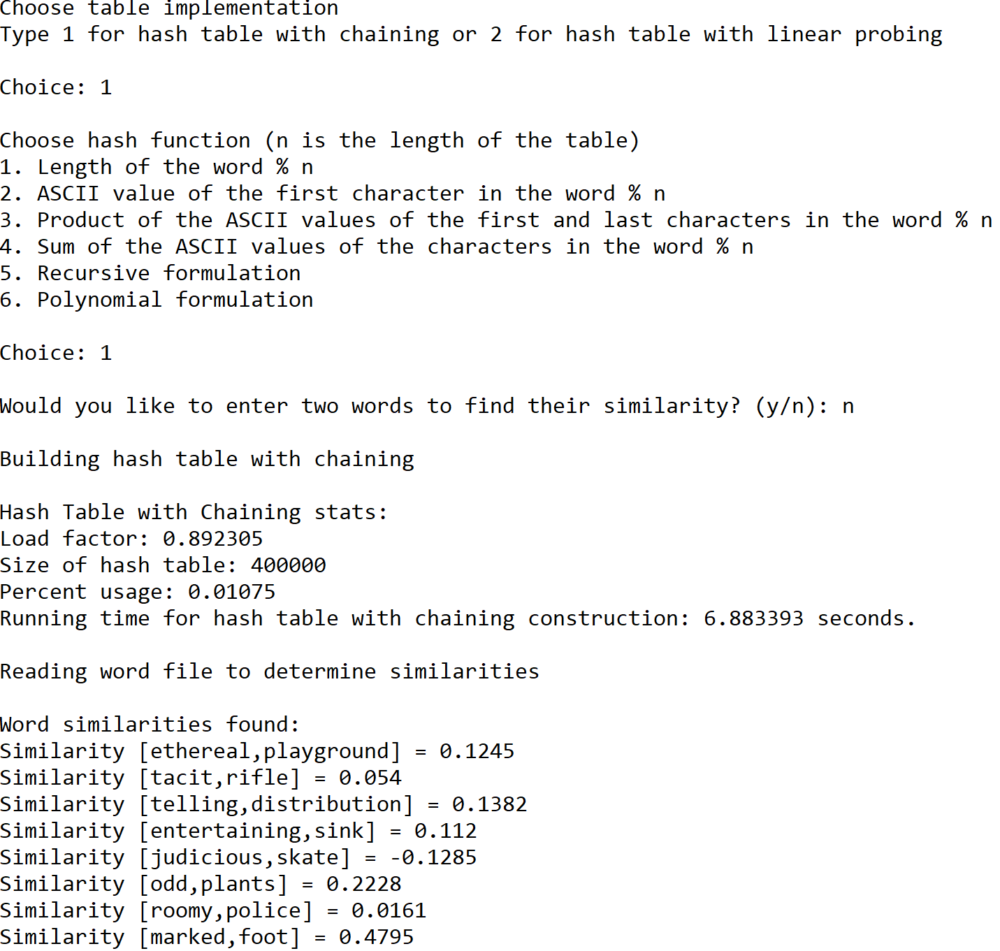 Choose table implementation
Type 1 for hash table with chaining or 2 for hash table with linear probing
Choice: 1
Choose hash function (n is the length of the table)
1. Length of the word % n
2. ASCII value of the first character in the word % n
3. Product of the ASCII values of the first and last characters in the word % n
4. Sum of the ASCII values of the characters in the word % n
5. Recursive formulation
6. Polynomial formulation
Choice: 1
Would you like to enter two words to find their similarity? (y/n): n
Building hash table with chaining
Hash Table with Chaining stats:
Load factor: 0.892305
Size of hash table: 400000
Percent usage: 0.01075
Running time for hash table with chaining construction: 6.883393 seconds.
Reading word file to determine similarities
Word similarities found:
Similarity [ethereal,playground] = 0.1245
Similarity [tacit,rifle] = 0.054
Similarity [telling,distribution] = 0.1382
Similarity [entertaining,sink] = 0.112
Similarity [judicious,skate] = -0.1285
Similarity [odd,plants] = 0.2228
Similarity [roomy,police] = 0.0161
Similarity [marked,foot] = 0.4795